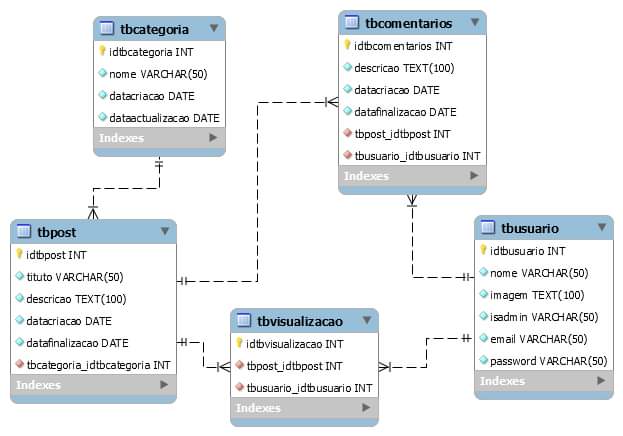 tbcategoria
idtbcategoria INT
nome VARCHAR(50)
datacriacao DATE
dataactualizacao DATE
Indexes
tbcomentarios
idtbcomentarios INT
descricao TEXT(100)
datacriacao DATE
datafinalizacao DATE
tbpost_idtbpost INT
tbusuario_idtbusuario INT
Indexes
tbpost
idtbpost INT
tituto VARCHAR(50)
descricao TEXT(100)
datacriacao DATE
datafinalizacao DATE
tbcategoria_idtbcategoria INT
Indexes
tbvisualizacao
idtbvisualizacao INT
tbpost_idtbpost INT
tbusuario_idtbusuario INT
Indexes
tbusuario
idtbusuario INT
nome VARCHAR(50)
imagem TEXT(100)
isadmin VARCHAR(50)
email VARCHAR(50)
password VARCHAR(50)
Indexes